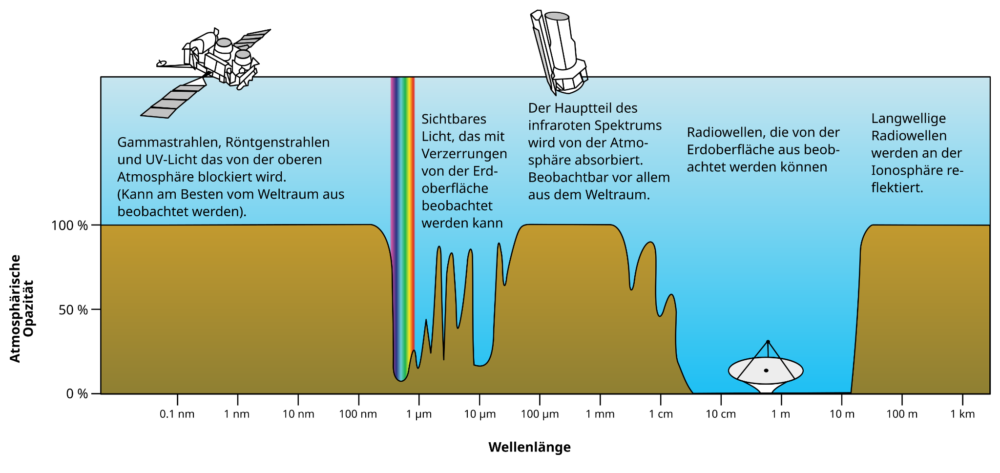 Gammastrahlen, Röntgenstrahlen
und UV-Licht das von der oberen
Atmosphäre blockiert wird.
(Kann am Besten vom Weltraum aus
beobachtet werden).
Sichtbares
Licht, das mit
Verzerrungen
von der Erd-
oberfläche
beobachtet
werden kann
Der Hauptteil des
infraroten Spektrums
wird von der Atmo-
sphäre absorbiert.
Beobachtbar vor allem
aus dem Weltraum.
Radiowellen, die von der
Erdoberfläche aus beob-
achtet werden können
Langwellige
Radiowellen
werden an der
Ionosphäre re-
flektiert.
Atmosphärische
Opazität
100 %
50 %
0 %
0.1 nm 1 nm 10 nm 100 nm 1 µm 10 µm 100 µm 1 mm 1 cm 10 cm 1 m 10 m 100 m 1 km
Wellenlänge